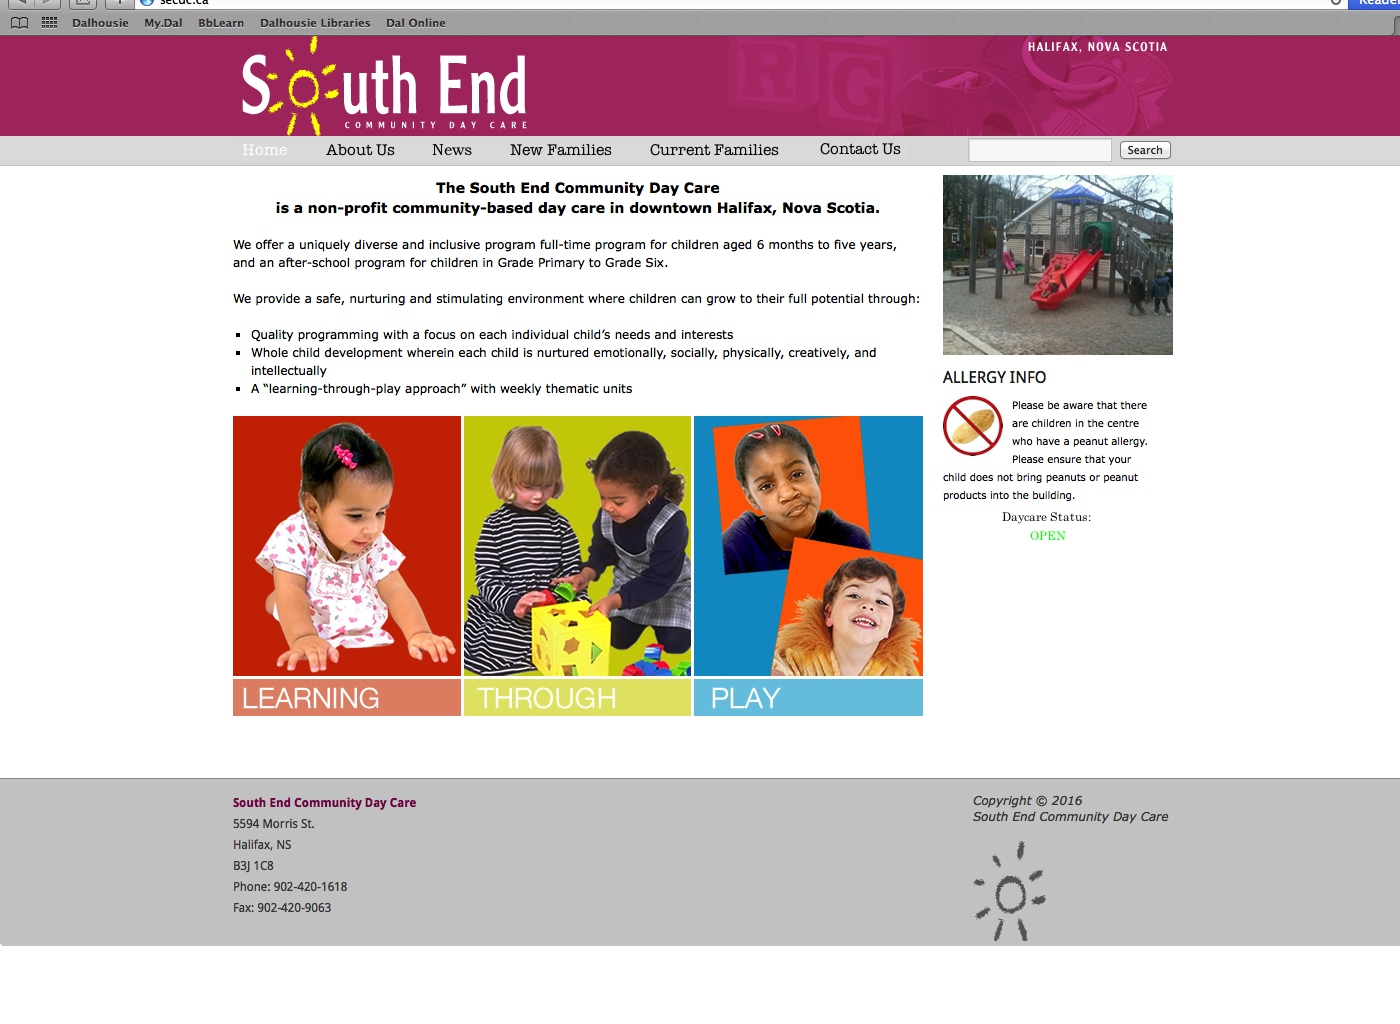 secdc.ca
Reader
Dalhousie My.Dal BbLearn Dalhousie Libraries Dal Online
HALIFAX, NOVA SCOTIA
South End
COMMUNITY DAY CARE
Home About Us News New Families Current Families Contact Us Search
The South End Community Day Care
is a non-profit community-based day care in downtown Halifax, Nova Scotia.
We offer a uniquely diverse and inclusive program full-time program for children aged 6 months to five years,
and an after-school program for children in Grade Primary to Grade Six.
We provide a safe, nurturing and stimulating environment where children can grow to their full potential through:
▪ Quality programming with a focus on each individual child’s needs and interests
▪ Whole child development wherein each child is nurtured emotionally, socially, physically, creatively, and
intellectually
▪ A “learning-through-play approach” with weekly thematic units
LEARNING THROUGH PLAY
ALLERGY INFO
Please be aware that there
are children in the centre
who have a peanut allergy.
Please ensure that your
child does not bring peanuts or peanut
products into the building.
Daycare Status:
OPEN
South End Community Day Care
5594 Morris St.
Halifax, NS
B3J 1C8
Phone: 902-420-1618
Fax: 902-420-9063
Copyright © 2016
South End Community Day Care
R
G